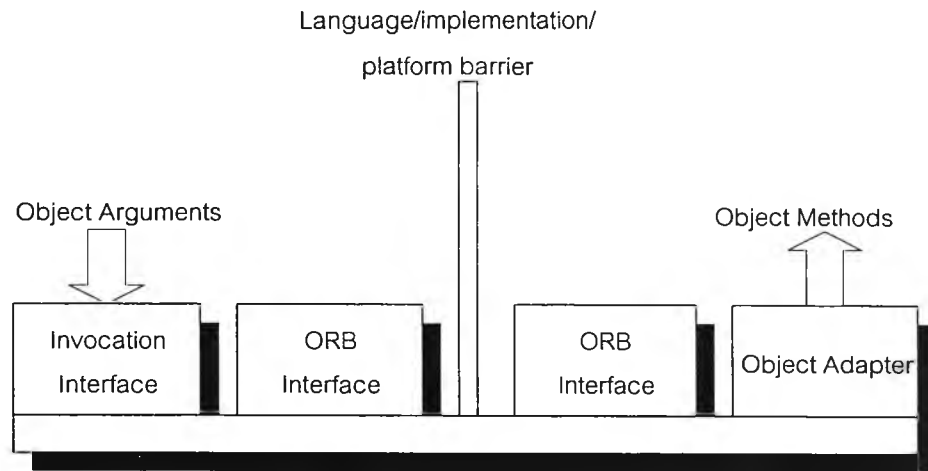 Language/implementation/
platform barrier
Object Arguments
Object Methods
Invocation
Interface
ORB
Interface
ORB
Interface
Object Adapter